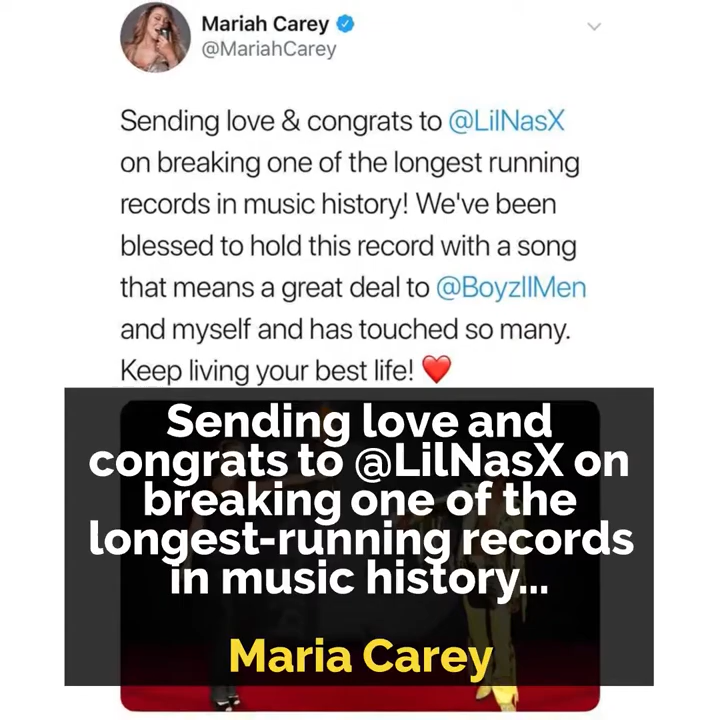 Mariah Carey
@MariahCarey
Sending love & congrats to @LilNasX
on breaking one of the longest running
records in music history! We've been
blessed to hold this record with a song
that means a great deal to @BoyzIIMen
and myself and has touched so many.
Keep living your best life! ❤️
Sending love and
congrats to @LilNasX on
breaking one of the
longest-running records
in music history...
Maria Carey